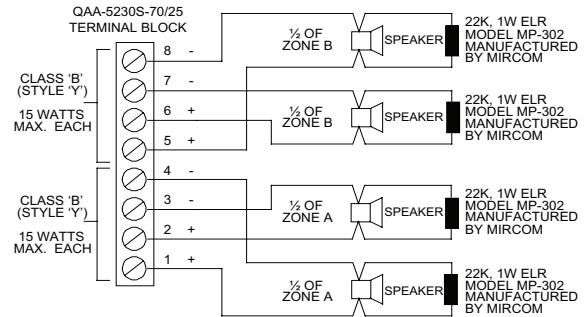 QAA-5230S-70/25
TERMINAL BLOCK
8 -
7 -
6 +
5 +
4 -
3 -
2 +
1 +
CLASS 'B'
(STYLE 'Y')
15 WATTS
MAX. EACH
CLASS 'B'
(STYLE 'Y')
15 WATTS
MAX. EACH
½ OF
ZONE B
SPEAKER
22K, 1W ELR
MODEL MP-302
MANUFACTURED
BY MIRCOM
½ OF
ZONE B
SPEAKER
22K, 1W ELR
MODEL MP-302
MANUFACTURED
BY MIRCOM
½ OF
ZONE A
SPEAKER
22K, 1W ELR
MODEL MP-302
MANUFACTURED
BY MIRCOM
½ OF
ZONE A
SPEAKER
22K, 1W ELR
MODEL MP-302
MANUFACTURED
BY MIRCOM